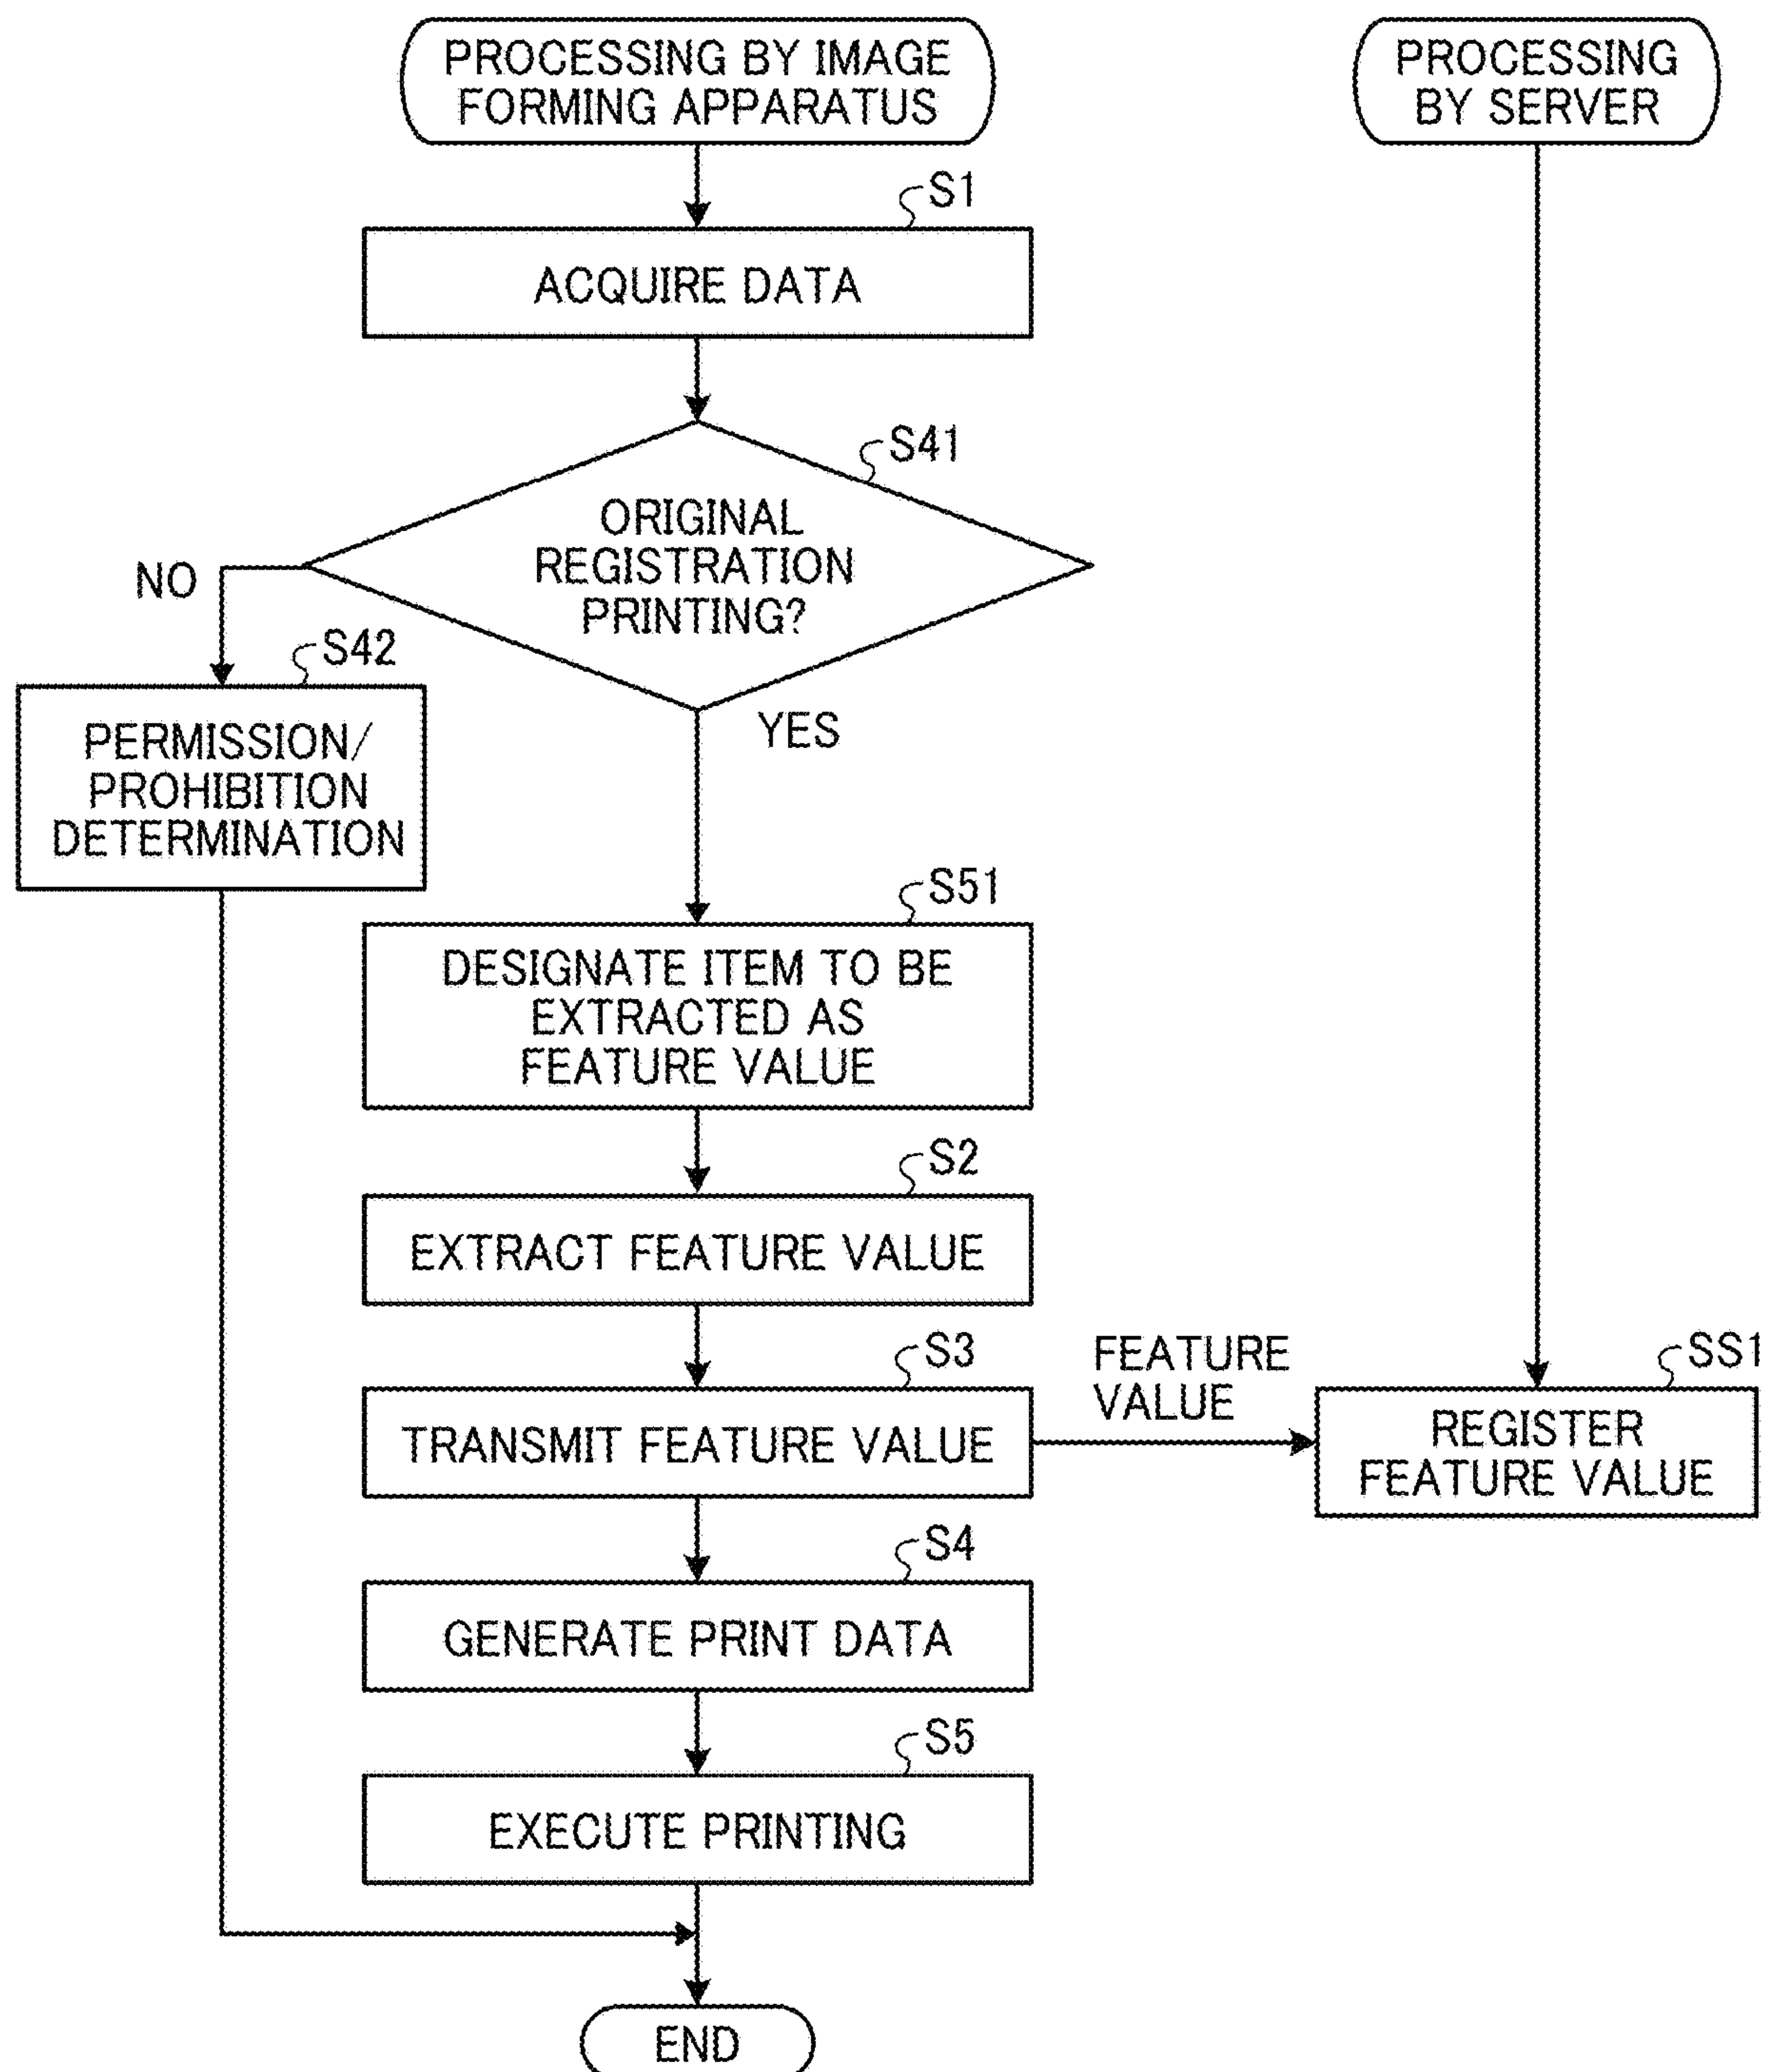 PROCESSING BY IMAGE
FORMING APPARATUS
PROCESSING
BY SERVER
S1
ACQUIRE DATA
S41
ORIGINAL
REGISTRATION
PRINTING?
NO
YES
S42
PERMISSION/
PROHIBITION
DETERMINATION
S51
DESIGNATE ITEM TO BE
EXTRACTED AS
FEATURE VALUE
S2
EXTRACT FEATURE VALUE
S3
TRANSMIT FEATURE VALUE
FEATURE
VALUE
SS1
REGISTER
FEATURE VALUE
S4
GENERATE PRINT DATA
S5
EXECUTE PRINTING
END